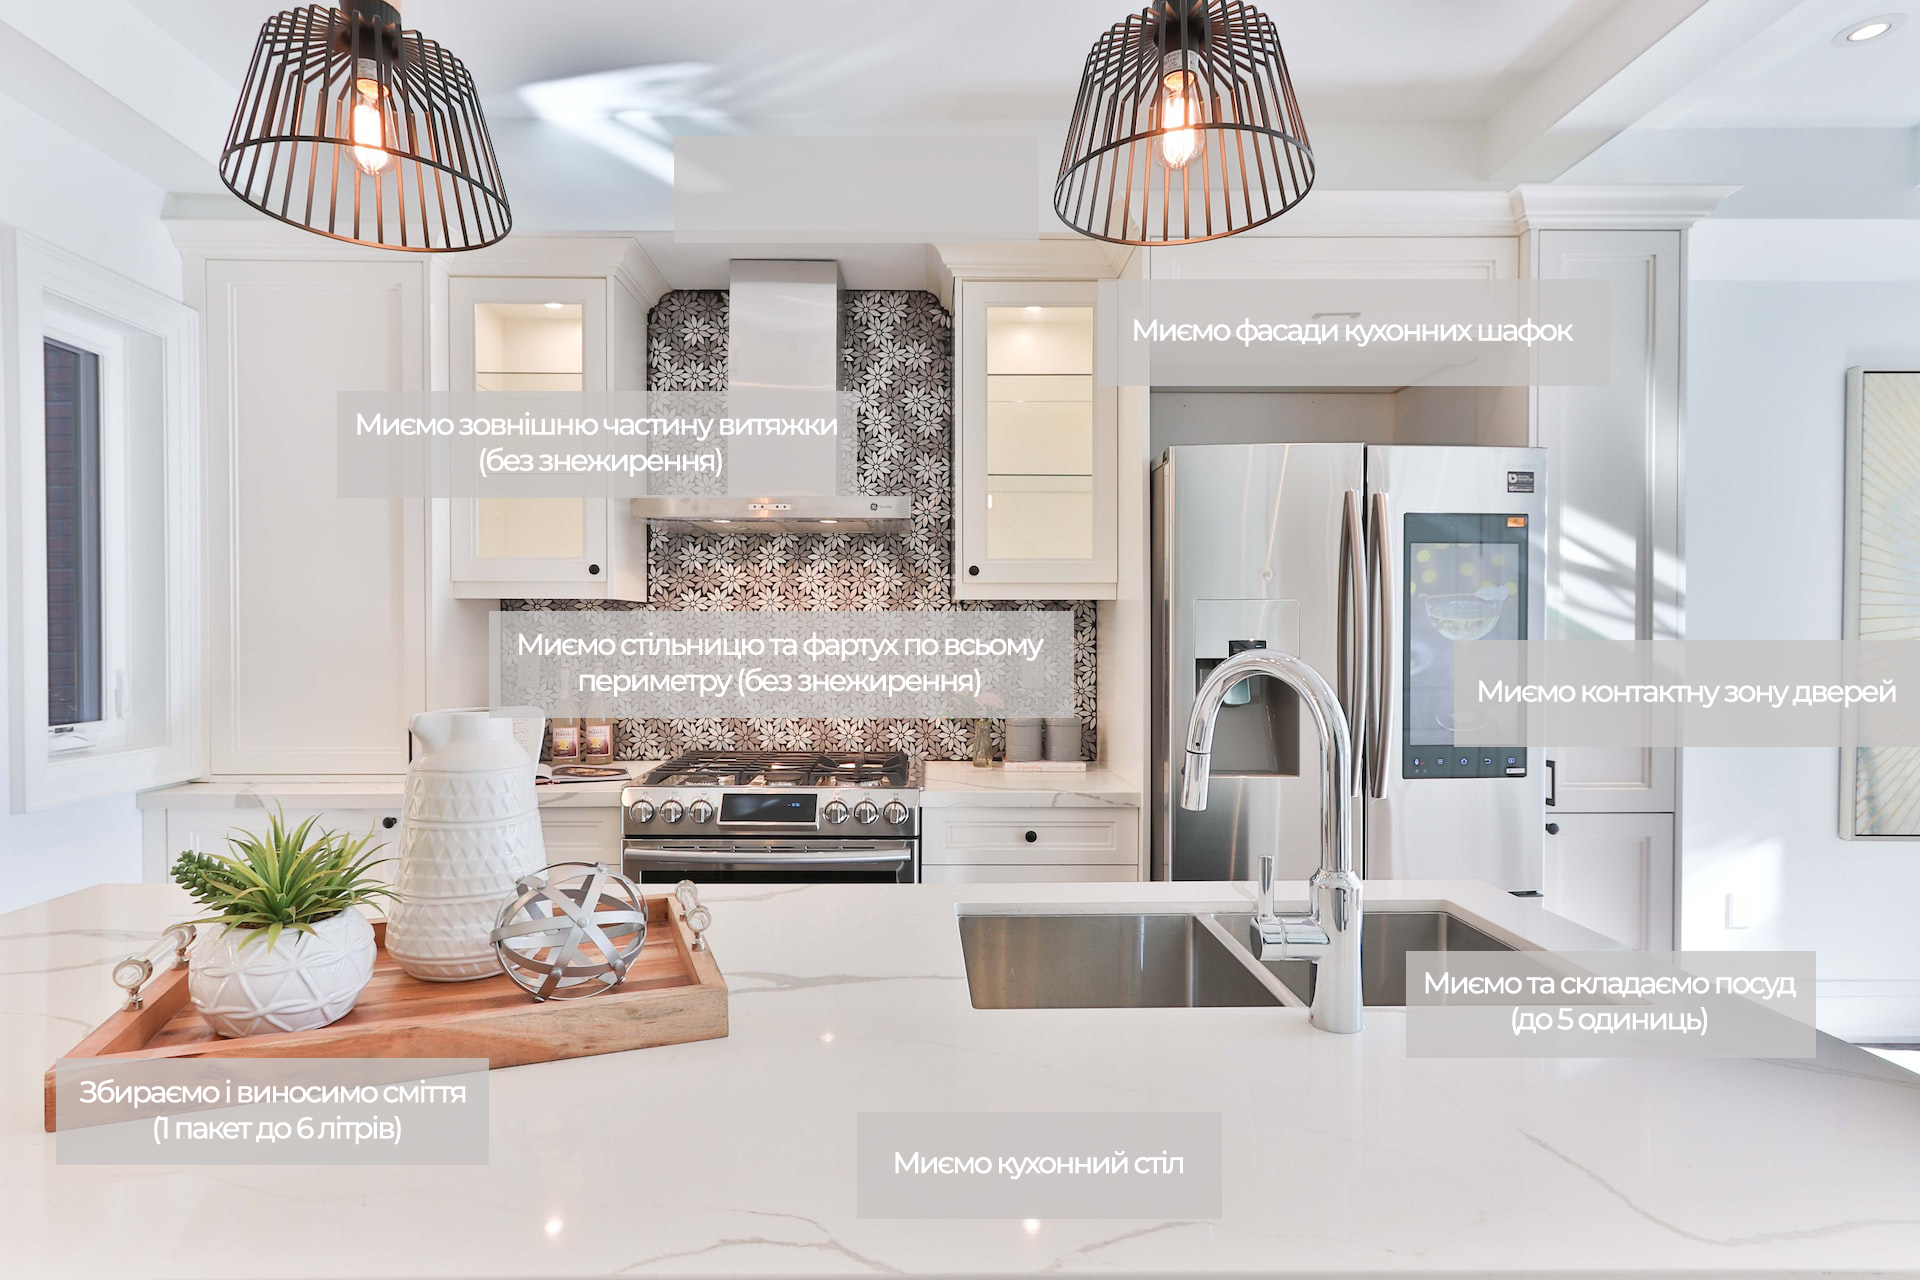 Миємо фасади кухонних шафок
Миємо зовнішню частину витяжки
(без знежирення)
Миємо стільницю та фартух по всьому
периметру (без знежирення)
Миємо контактну зону дверей
Миємо та складаємо посуд
(до 5 одиниць)
Збираємо і виносимо сміття
(1 пакет до 6 літрів)
Миємо кухонний стіл